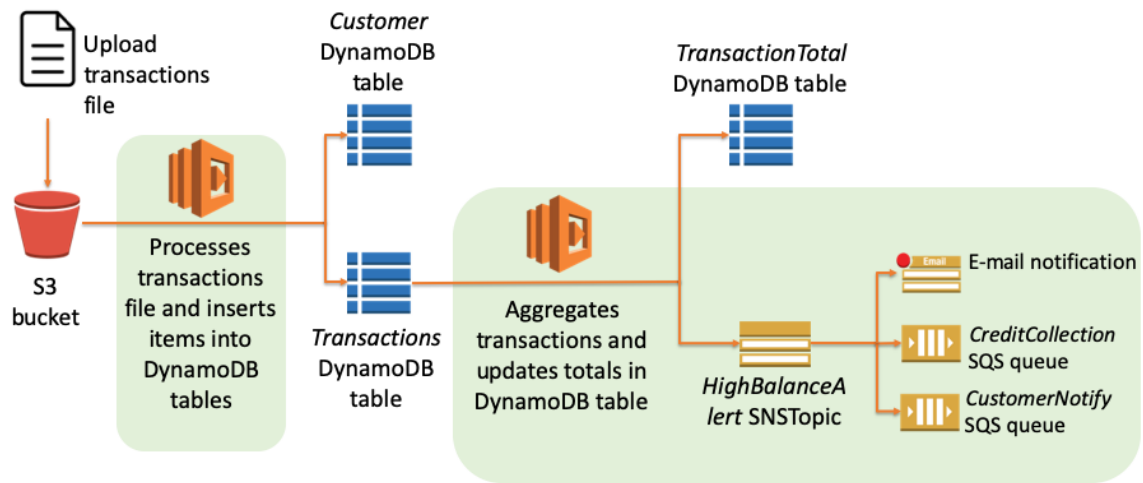 Upload
transactions
file
S3
bucket
Processes
transactions
file and inserts
items into
DynamoDB
tables
Customer
DynamoDB
table
Transactions
DynamoDB
table
Aggregates
transactions and
updates totals in
DynamoDB table
TransactionTotal
DynamoDB table
HighBalanceA
lert SNSTopic
Email
E-mail notification
CreditCollection
SQS queue
CustomerNotify
SQS queue